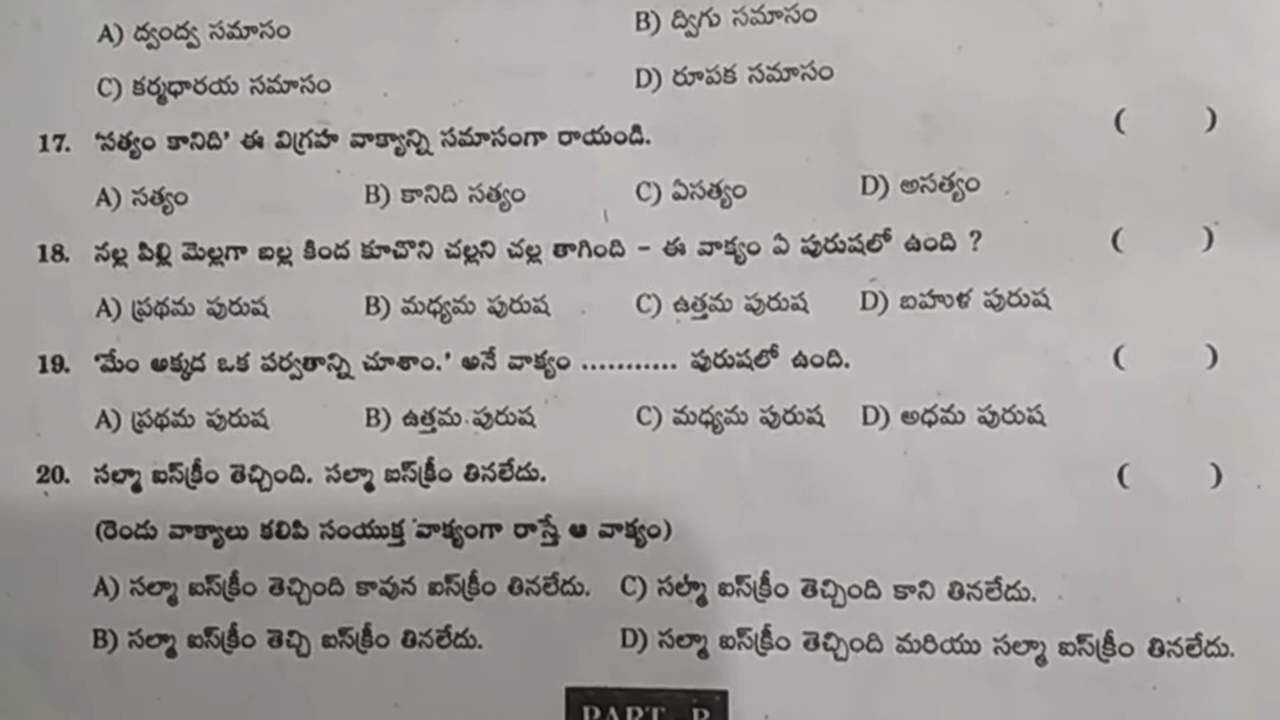 A) ద్వంద్వ సమాసం B) ద్విగు సమాసం
C) కర్మధారయ సమాసం D) రూపక సమాసం
17. 'సత్యం కానిది' ఈ విగ్రహ వాక్యాన్ని సమాసంగా రాయండి. ( )
A) సత్యం B) కానిది సత్యం C) ఏసత్యం D) అసత్యం
18. నల్ల పిల్లి మెల్లగా బల్ల కింద కూచొని చల్లని చల్ల తాగింది – ఈ వాక్యం ఏ పురుషలో ఉంది ? ( )
A) ప్రథమ పురుష B) మధ్యమ పురుష C) ఉత్తమ పురుష D) బహుళ పురుష
19. 'మేం అక్కడ ఒక పర్వతాన్ని చూశాం.' అనే వాక్యం ........... పురుషలో ఉంది. ( )
A) ప్రథమ పురుష B) ఉత్తమ పురుష C) మధ్యమ పురుష D) అధమ పురుష
20. సల్మా ఐస్‌క్రీం తెచ్చింది. సల్మా ఐస్‌క్రీం తినలేదు. ( )
(రెండు వాక్యాలు కలిపి సంయుక్త వాక్యంగా రాస్తే ఆ వాక్యం)
A) సల్మా ఐస్‌క్రీం తెచ్చింది కావున ఐస్‌క్రీం తినలేదు. C) సల్మా ఐస్‌క్రీం తెచ్చింది కాని తినలేదు.
B) సల్మా ఐస్‌క్రీం తెచ్చి ఐస్‌క్రీం తినలేదు. D) సల్మా ఐస్‌క్రీం తెచ్చింది మరియు సల్మా ఐస్‌క్రీం తినలేదు.
PART - B